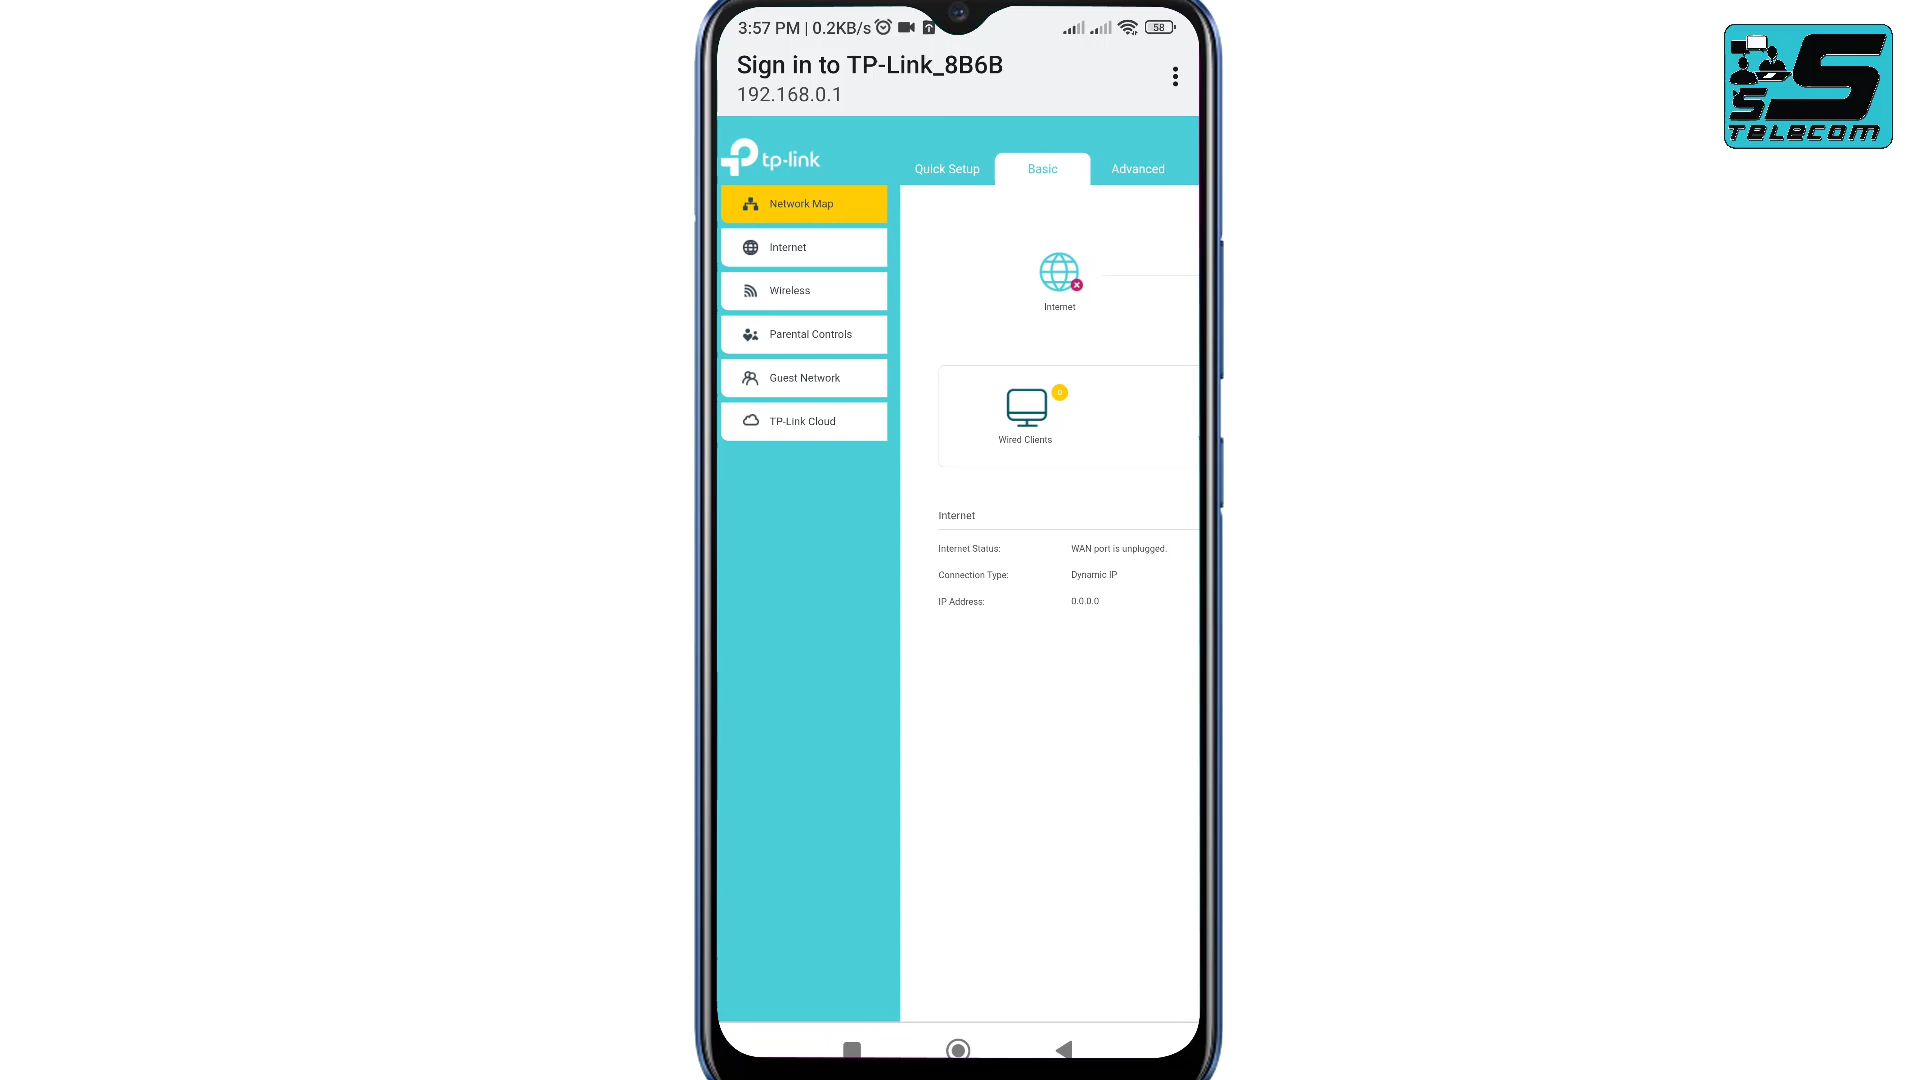 3:57 PM | 0.2KB/s
58
Sign in to TP-Link_8B6B
192.168.0.1
tp-link
Quick Setup
Basic
Advanced
Network Map
Internet
Wireless
Parental Controls
Guest Network
TP-Link Cloud
Internet
0
Wired Clients
Internet
Internet Status: WAN port is unplugged.
Connection Type: Dynamic IP
IP Address: 0.0.0.0
SS
TELECOM